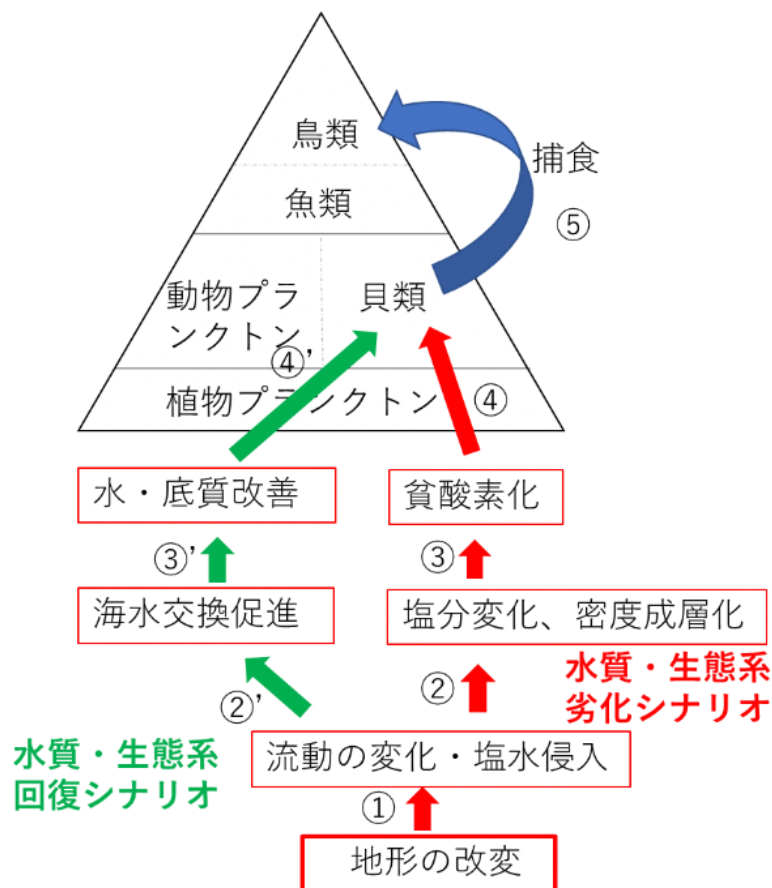 鳥類
捕食
魚類
⑤
動物プラ
ンクトン
貝類
④'
植物プランクトン
④
水・底質改善
貧酸素化
③'
③
海水交換促進
塩分変化、密度成層化
水質・生態系
劣化シナリオ
②'
②
水質・生態系
回復シナリオ
流動の変化・塩水侵入
①
地形の改変